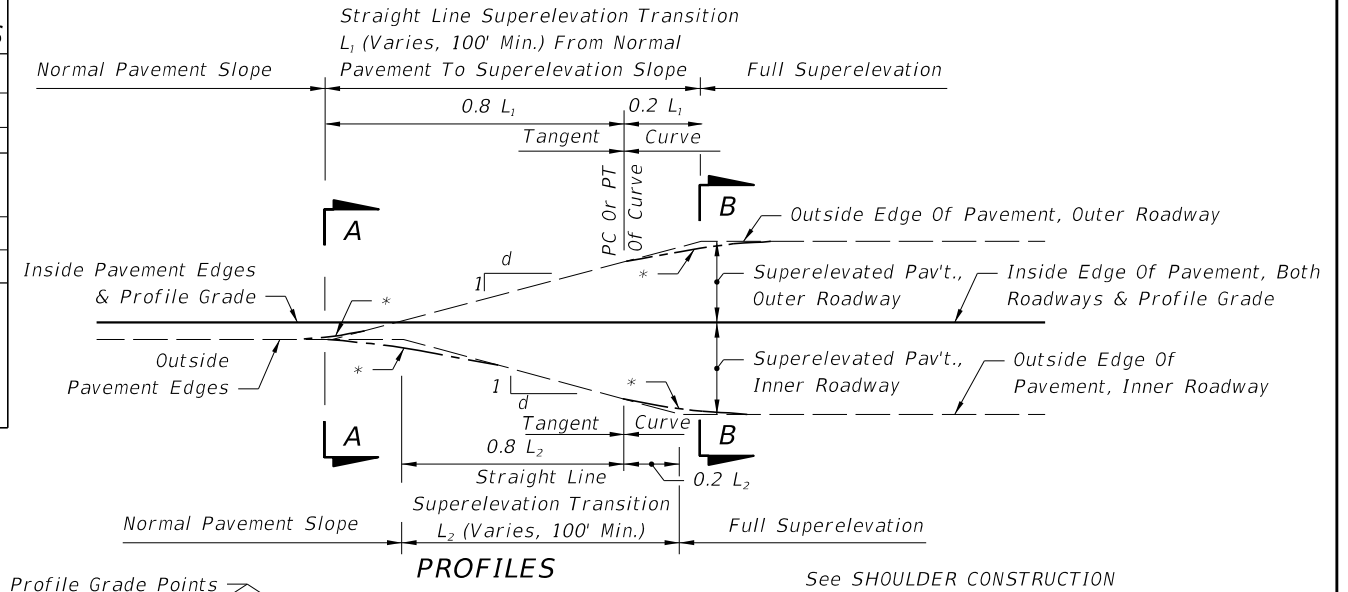 S
Straight Line Superelevation Transition
L₁ (Varies, 100' Min.) From Normal
Pavement To Superelevation Slope
Normal Pavement Slope
Full Superelevation
0.8 L₁
0.2 L₁
Tangent
Curve
PC Or PT
Of Curve
A
B
Outside Edge Of Pavement, Outer Roadway
d
1
*
*
Inside Pavement Edges
& Profile Grade
Superelevated Pav't.,
Outer Roadway
Inside Edge Of Pavement, Both
Roadways & Profile Grade
Outside
Pavement Edges
*
*
1
d
Superelevated Pav't.,
Inner Roadway
Outside Edge Of
Pavement, Inner Roadway
Tangent
Curve
A
B
0.8 L₂
0.2 L₂
Straight Line
Superelevation Transition
L₂ (Varies, 100' Min.)
Normal Pavement Slope
Full Superelevation
PROFILES
Profile Grade Points
See SHOULDER CONSTRUCTION